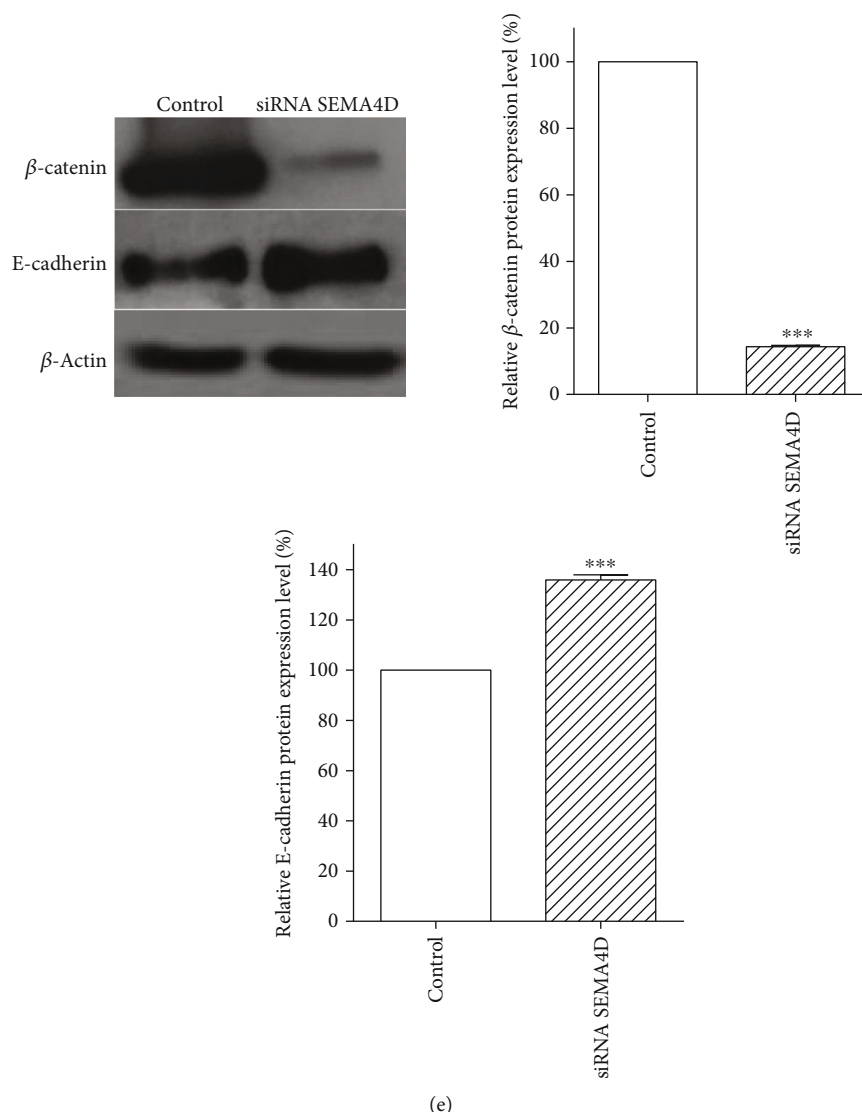 Control siRNA SEMA4D
β-catenin
E-cadherin
β-Actin
Relative β-catenin protein expression level (%)
100
80
60
40
20
0
***
Control
siRNA SEMA4D
Relative E-cadherin protein expression level (%)
140
120
100
80
60
40
20
0
***
Control
siRNA SEMA4D
(e)